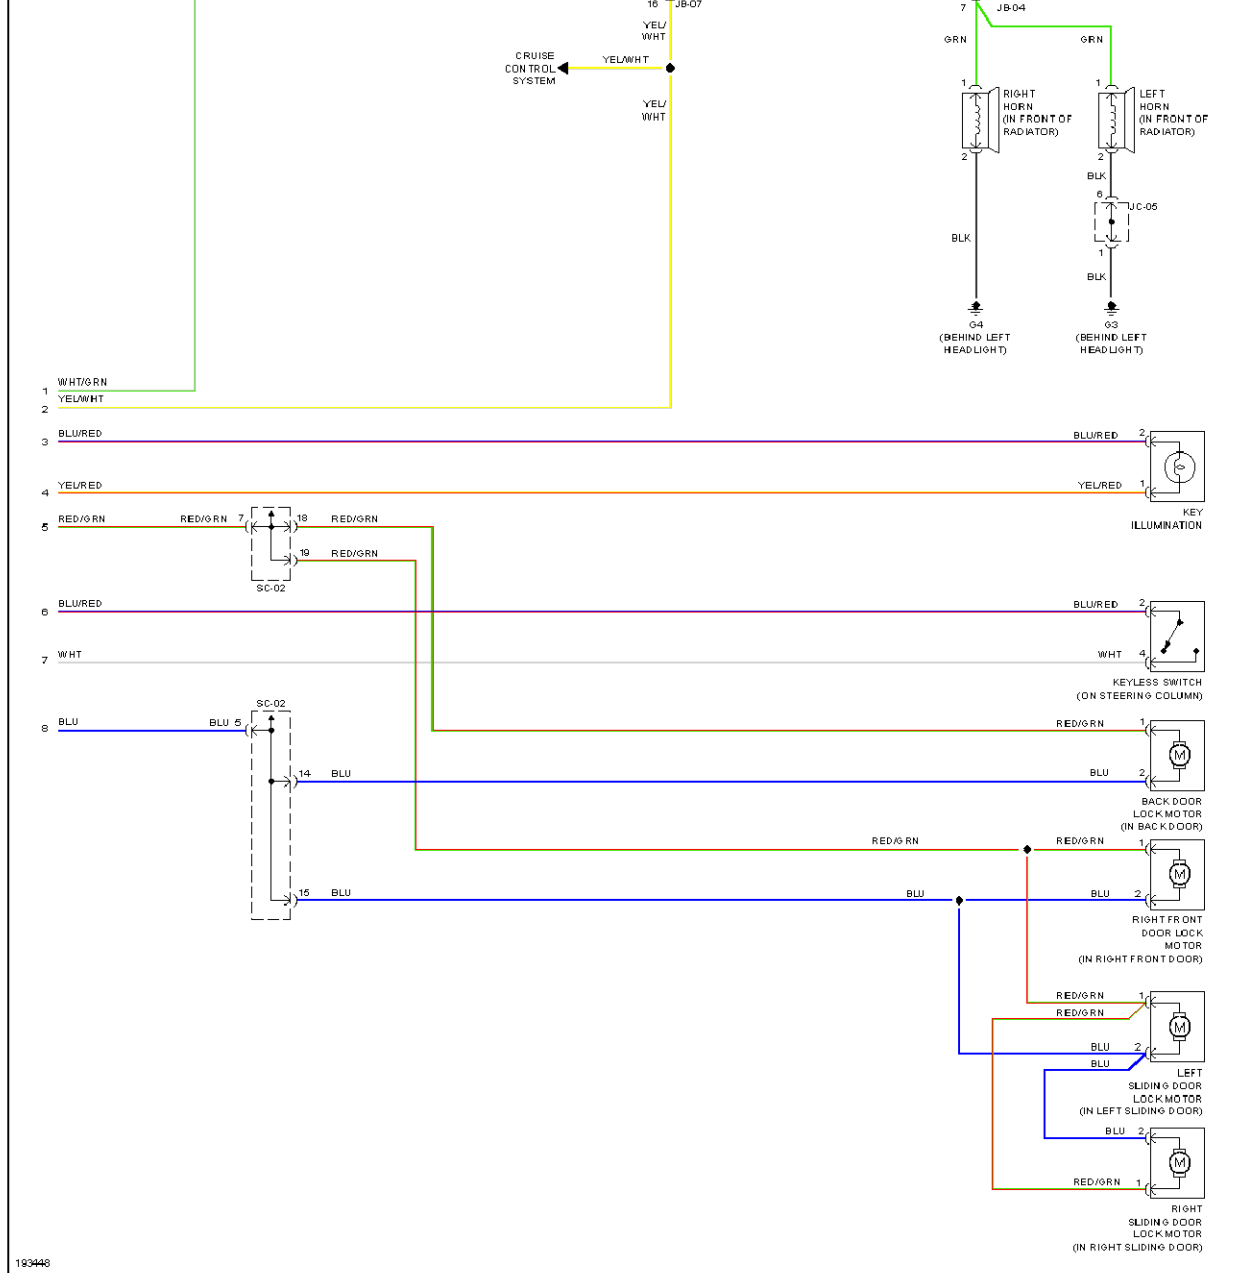 16 JB-07
7 JB-04
YEL/
WHT
CRUISE
CONTROL
SYSTEM
YEL/WHT
YEL/
WHT
GRN
GRN
1
RIGHT
HORN
(IN FRONT OF
RADIATOR)
2
1
LEFT
HORN
(IN FRONT OF
RADIATOR)
2
BLK
6
JC-05
1
BLK
BLK
G4
(BEHIND LEFT
HEADLIGHT)
G3
(BEHIND LEFT
HEADLIGHT)
1 WHT/GRN
2 YEL/WHT
3 BLU/RED BLU/RED 2
4 YEL/RED YEL/RED 1
KEY
ILLUMINATION
5 RED/GRN RED/GRN 7 18 RED/GRN
19 RED/GRN
SC-02
6 BLU/RED BLU/RED 2
7 WHT WHT 4
KEYLESS SWITCH
(ON STEERING COLUMN)
SC-02
8 BLU BLU 5
RED/GRN 1
14 BLU BLU 2
BACK DOOR
LOCK MOTOR
(IN BACK DOOR)
M
RED/GRN RED/GRN 1
15 BLU BLU BLU 2
M
RIGHT FRONT
DOOR LOCK
MOTOR
(IN RIGHT FRONT DOOR)
RED/GRN 1
RED/GRN
M
BLU 2
BLU
LEFT
SLIDING DOOR
LOCK MOTOR
(IN LEFT SLIDING DOOR)
BLU 2
M
RED/GRN 1
RIGHT
SLIDING DOOR
LOCK MOTOR
(IN RIGHT SLIDING DOOR)
193448